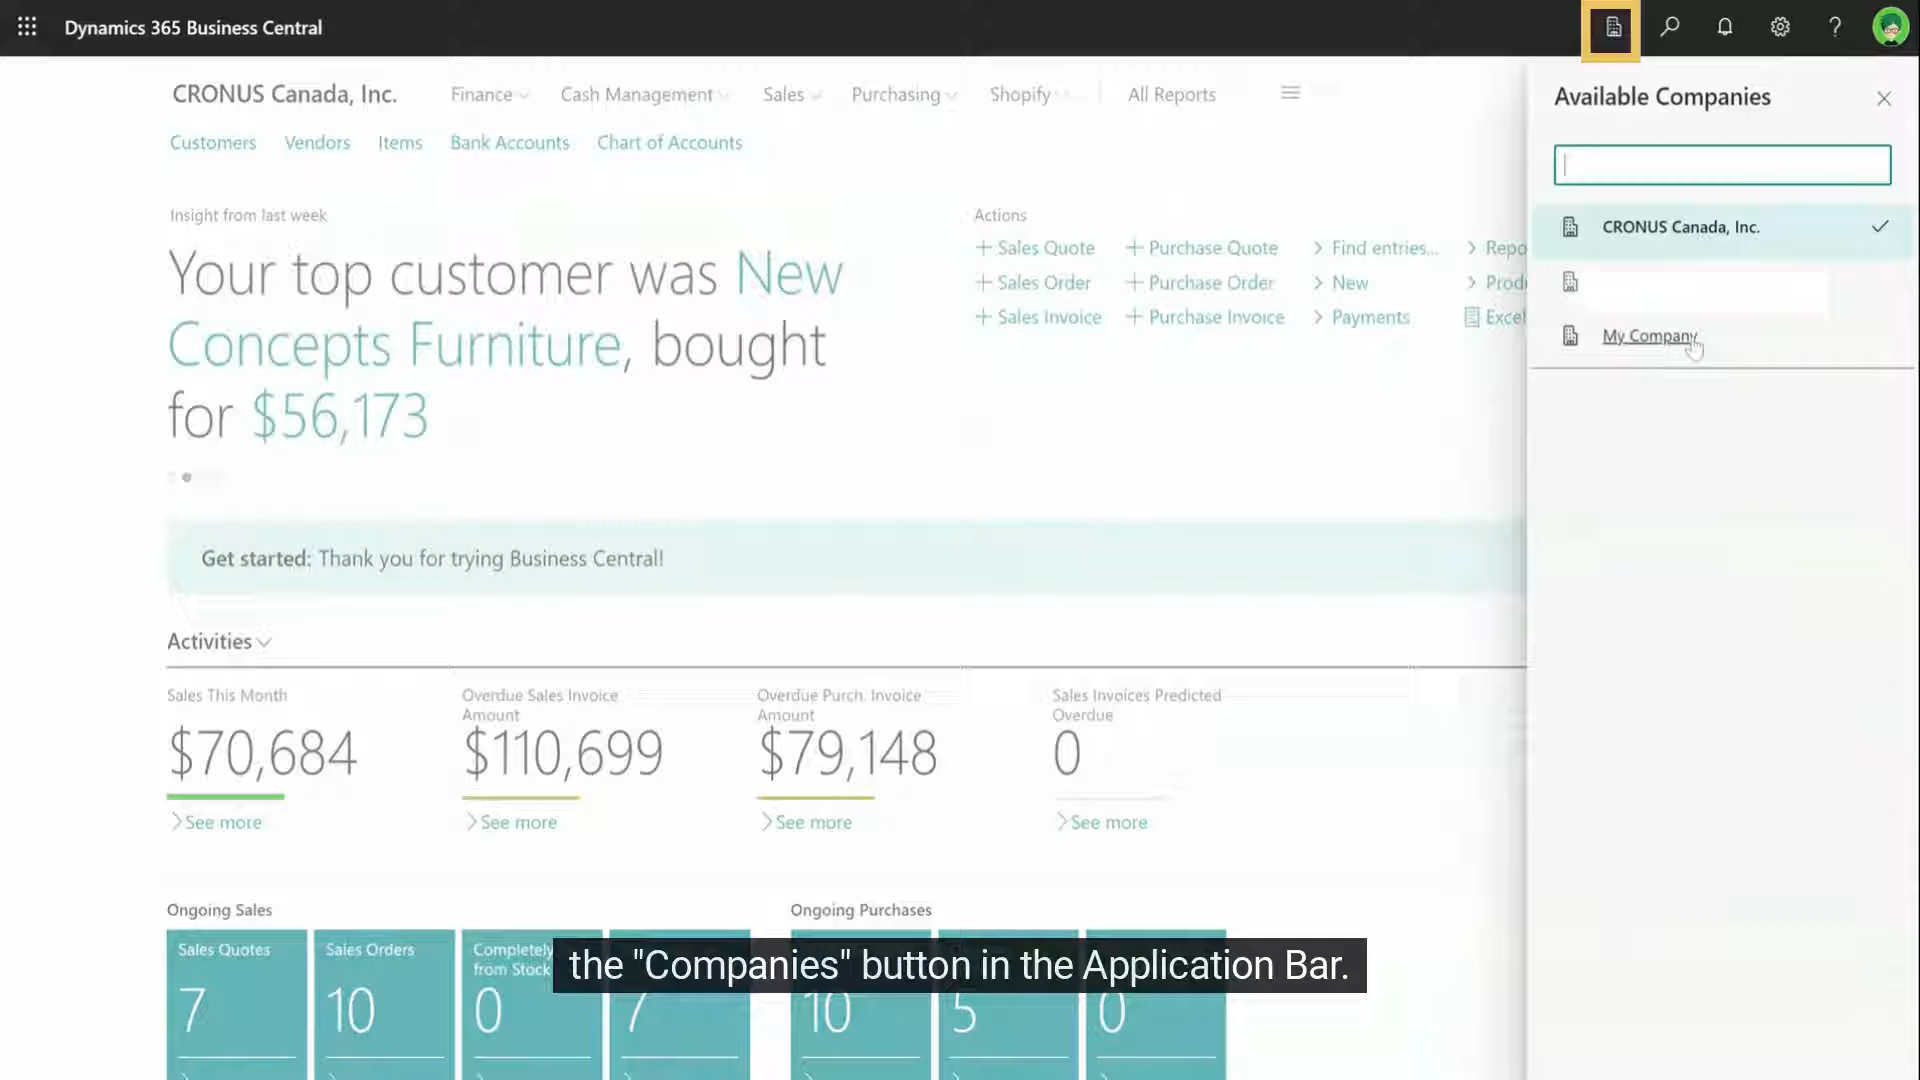 Dynamics 365 Business Central
CRONUS Canada, Inc.
Finance
Cash Management
Sales
Purchasing
Shopify
All Reports
Customers
Vendors
Items
Bank Accounts
Chart of Accounts
Insight from last week
Your top customer was New
Concepts Furniture, bought
for $56,173
Actions
+ Sales Quote
+ Sales Order
+ Sales Invoice
+ Purchase Quote
+ Purchase Order
+ Purchase Invoice
> Find entries...
> New
> Payments
> Repo
> Prod
Excel
Get started: Thank you for trying Business Central!
Activities
Sales This Month
$70,684
> See more
Overdue Sales Invoice
Amount
$110,699
> See more
Overdue Purch. Invoice
Amount
$79,148
> See more
Sales Invoices Predicted
Overdue
0
> See more
Ongoing Sales
Sales Quotes
7
Sales Orders
10
Completely
from Stock
0
7
Ongoing Purchases
10
5
0
the "Companies" button in the Application Bar.
Available Companies
CRONUS Canada, Inc.
My Company